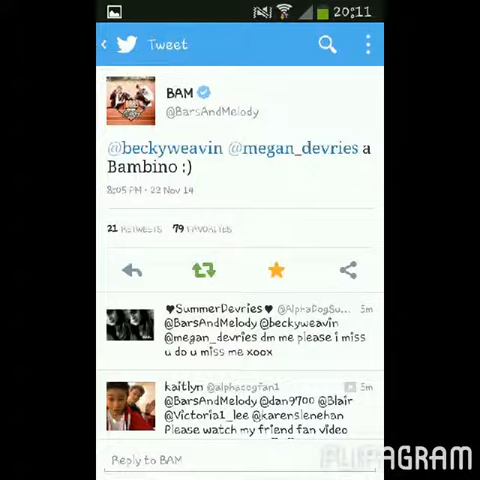 20:11
Tweet
BAM
@BarsAndMelody
@beckyweavin @megan_devries a
Bambino :)
8:05 PM · 22 Nov 14
21 RETWEETS 79 FAVORITES
♥SummerDevries♥ @AlphaDogSu... 5m
@BarsAndMelody @beckyweavin
@megan_devries dm me please i miss
u do u miss me xoox
kaitlyn @alphacogfan1 5m
@BarsAndMelody @dan9700 @Blair
@Victoria1_lee @karenslenehan
Please watch my friend fan video
Reply to BAM
FLIPAGRAM